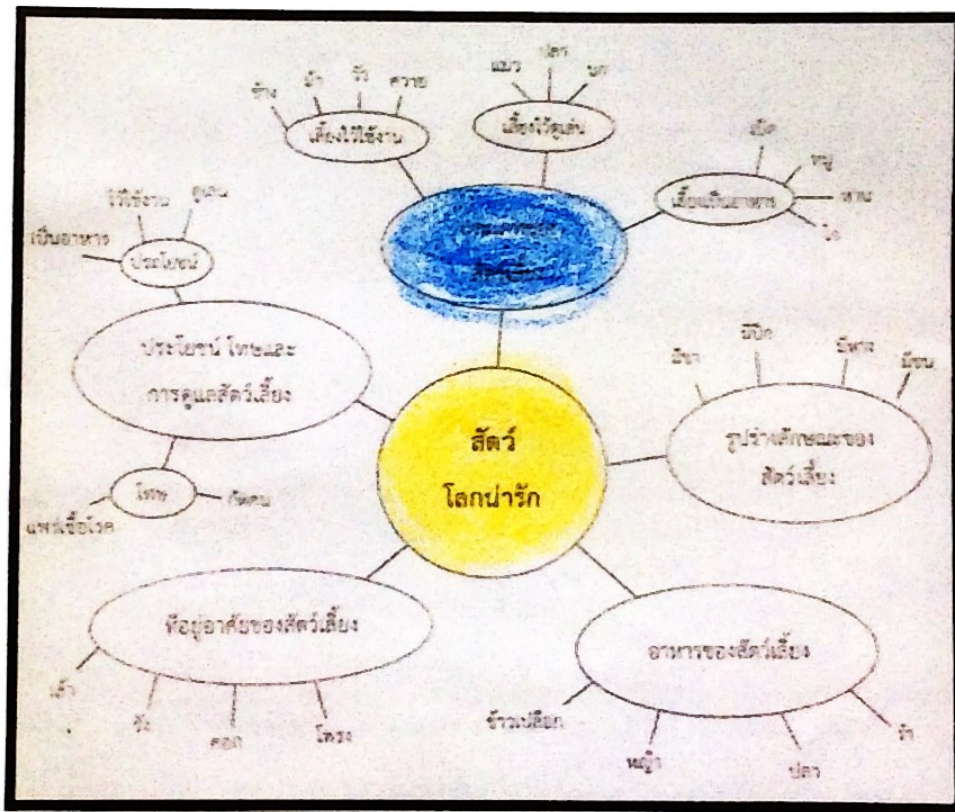 ช้าง
ม้า
วัว
ควาย
เลี้ยงไว้ใช้งาน
แมว
ปลา
นก
เลี้ยงไว้ดูเล่น
เป็ด
หมู
ห่าน
ไก่
เลี้ยงเป็นอาหาร
สัตว์เลี้ยง
ไว้ใช้งาน
ดูเล่น
เป็นอาหาร
ประโยชน์
ประโยชน์ โทษและ
การดูแลสัตว์เลี้ยง
โทษ
กัดคน
แพร่เชื้อโรค
สัตว์
โลกน่ารัก
มีขา
มีปีก
มีหาง
มีขน
รูปร่างลักษณะของ
สัตว์เลี้ยง
ที่อยู่อาศัยของสัตว์เลี้ยง
เล้า
รัง
คอก
โพรง
อาหารของสัตว์เลี้ยง
ข้าวเปลือก
หญ้า
ปลา
รำ